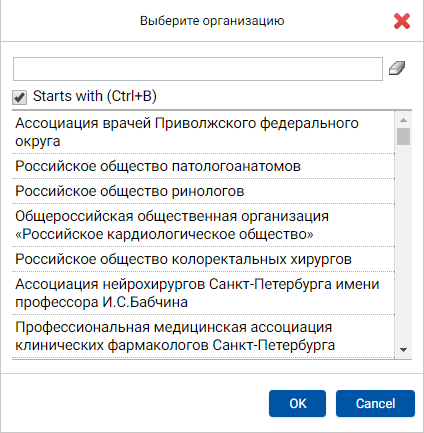 Выберите организацию
Starts with (Ctrl+B)
Ассоциация врачей Приволжского федерального
округа
Российское общество патологоанатомов
Российское общество ринологов
Общероссийская общественная организация
«Российское кардиологическое общество»
Российское общество колоректальных хирургов
Ассоциация нейрохирургов Санкт-Петербурга имени
профессора И.С.Бабчина
Профессиональная медицинская ассоциация
клинических фармакологов Санкт-Петербурга
OK Cancel